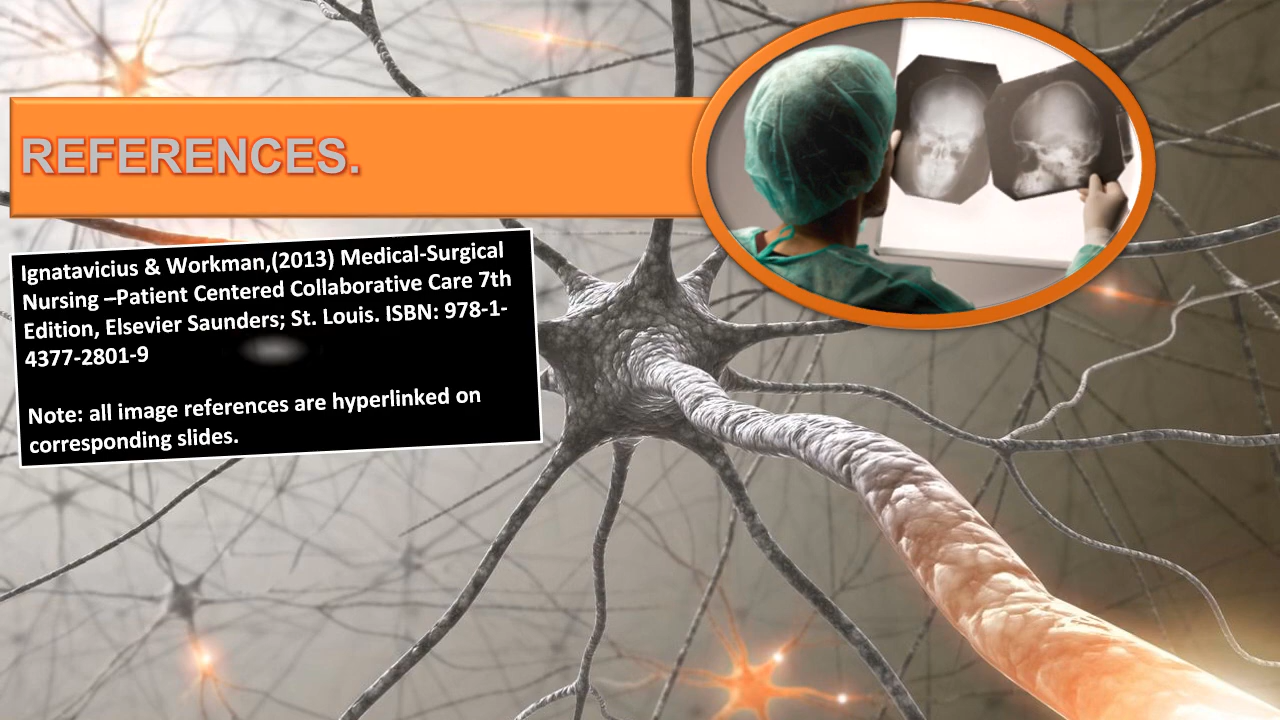 REFERENCES.
Ignatavicius & Workman,(2013) Medical-Surgical
Nursing –Patient Centered Collaborative Care 7th
Edition, Elsevier Saunders; St. Louis. ISBN: 978-1-
4377-2801-9
Note: all image references are hyperlinked on
corresponding slides.